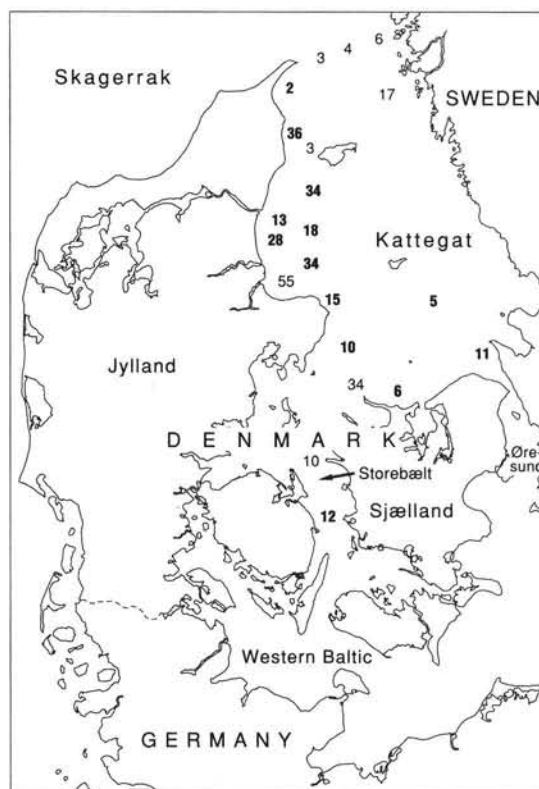 6
4
3
Skagerrak
2
17
SWEDEN
36
3
34
13
18
28
Kattegat
34
55
15
5
10
11
Jylland
34
6
DENMARK
10
Øre-
sund
Storebælt
12
Sjælland
Western Baltic
GERMANY